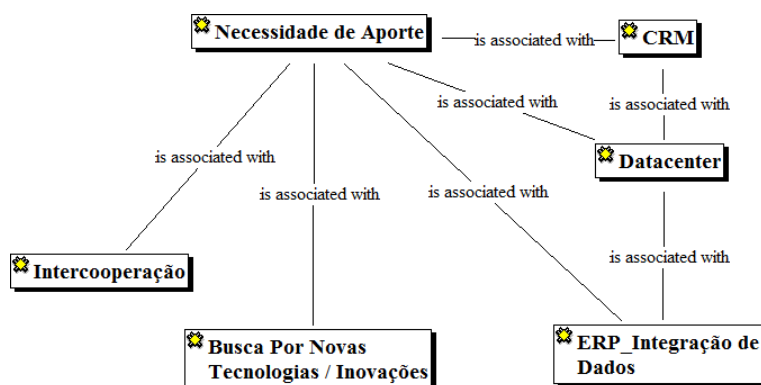 Necessidade de Aporte
is associated with
CRM
is associated with
is associated with
Datacenter
is associated with
is associated with
is associated with
is associated with
Intercooperação
Busca Por Novas
Tecnologias / Inovações
ERP_Integração de
Dados